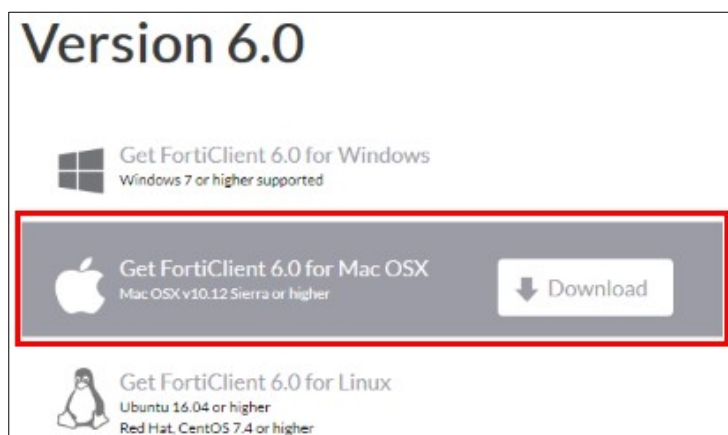 Version 6.0
Get FortiClient 6.0 for Windows
Windows 7 or higher supported
Get FortiClient 6.0 for Mac OSX
Mac OSX v10.12 Sierra or higher
Download
Get FortiClient 6.0 for Linux
Ubuntu 16.04 or higher
Red Hat, CentOS 7.4 or higher